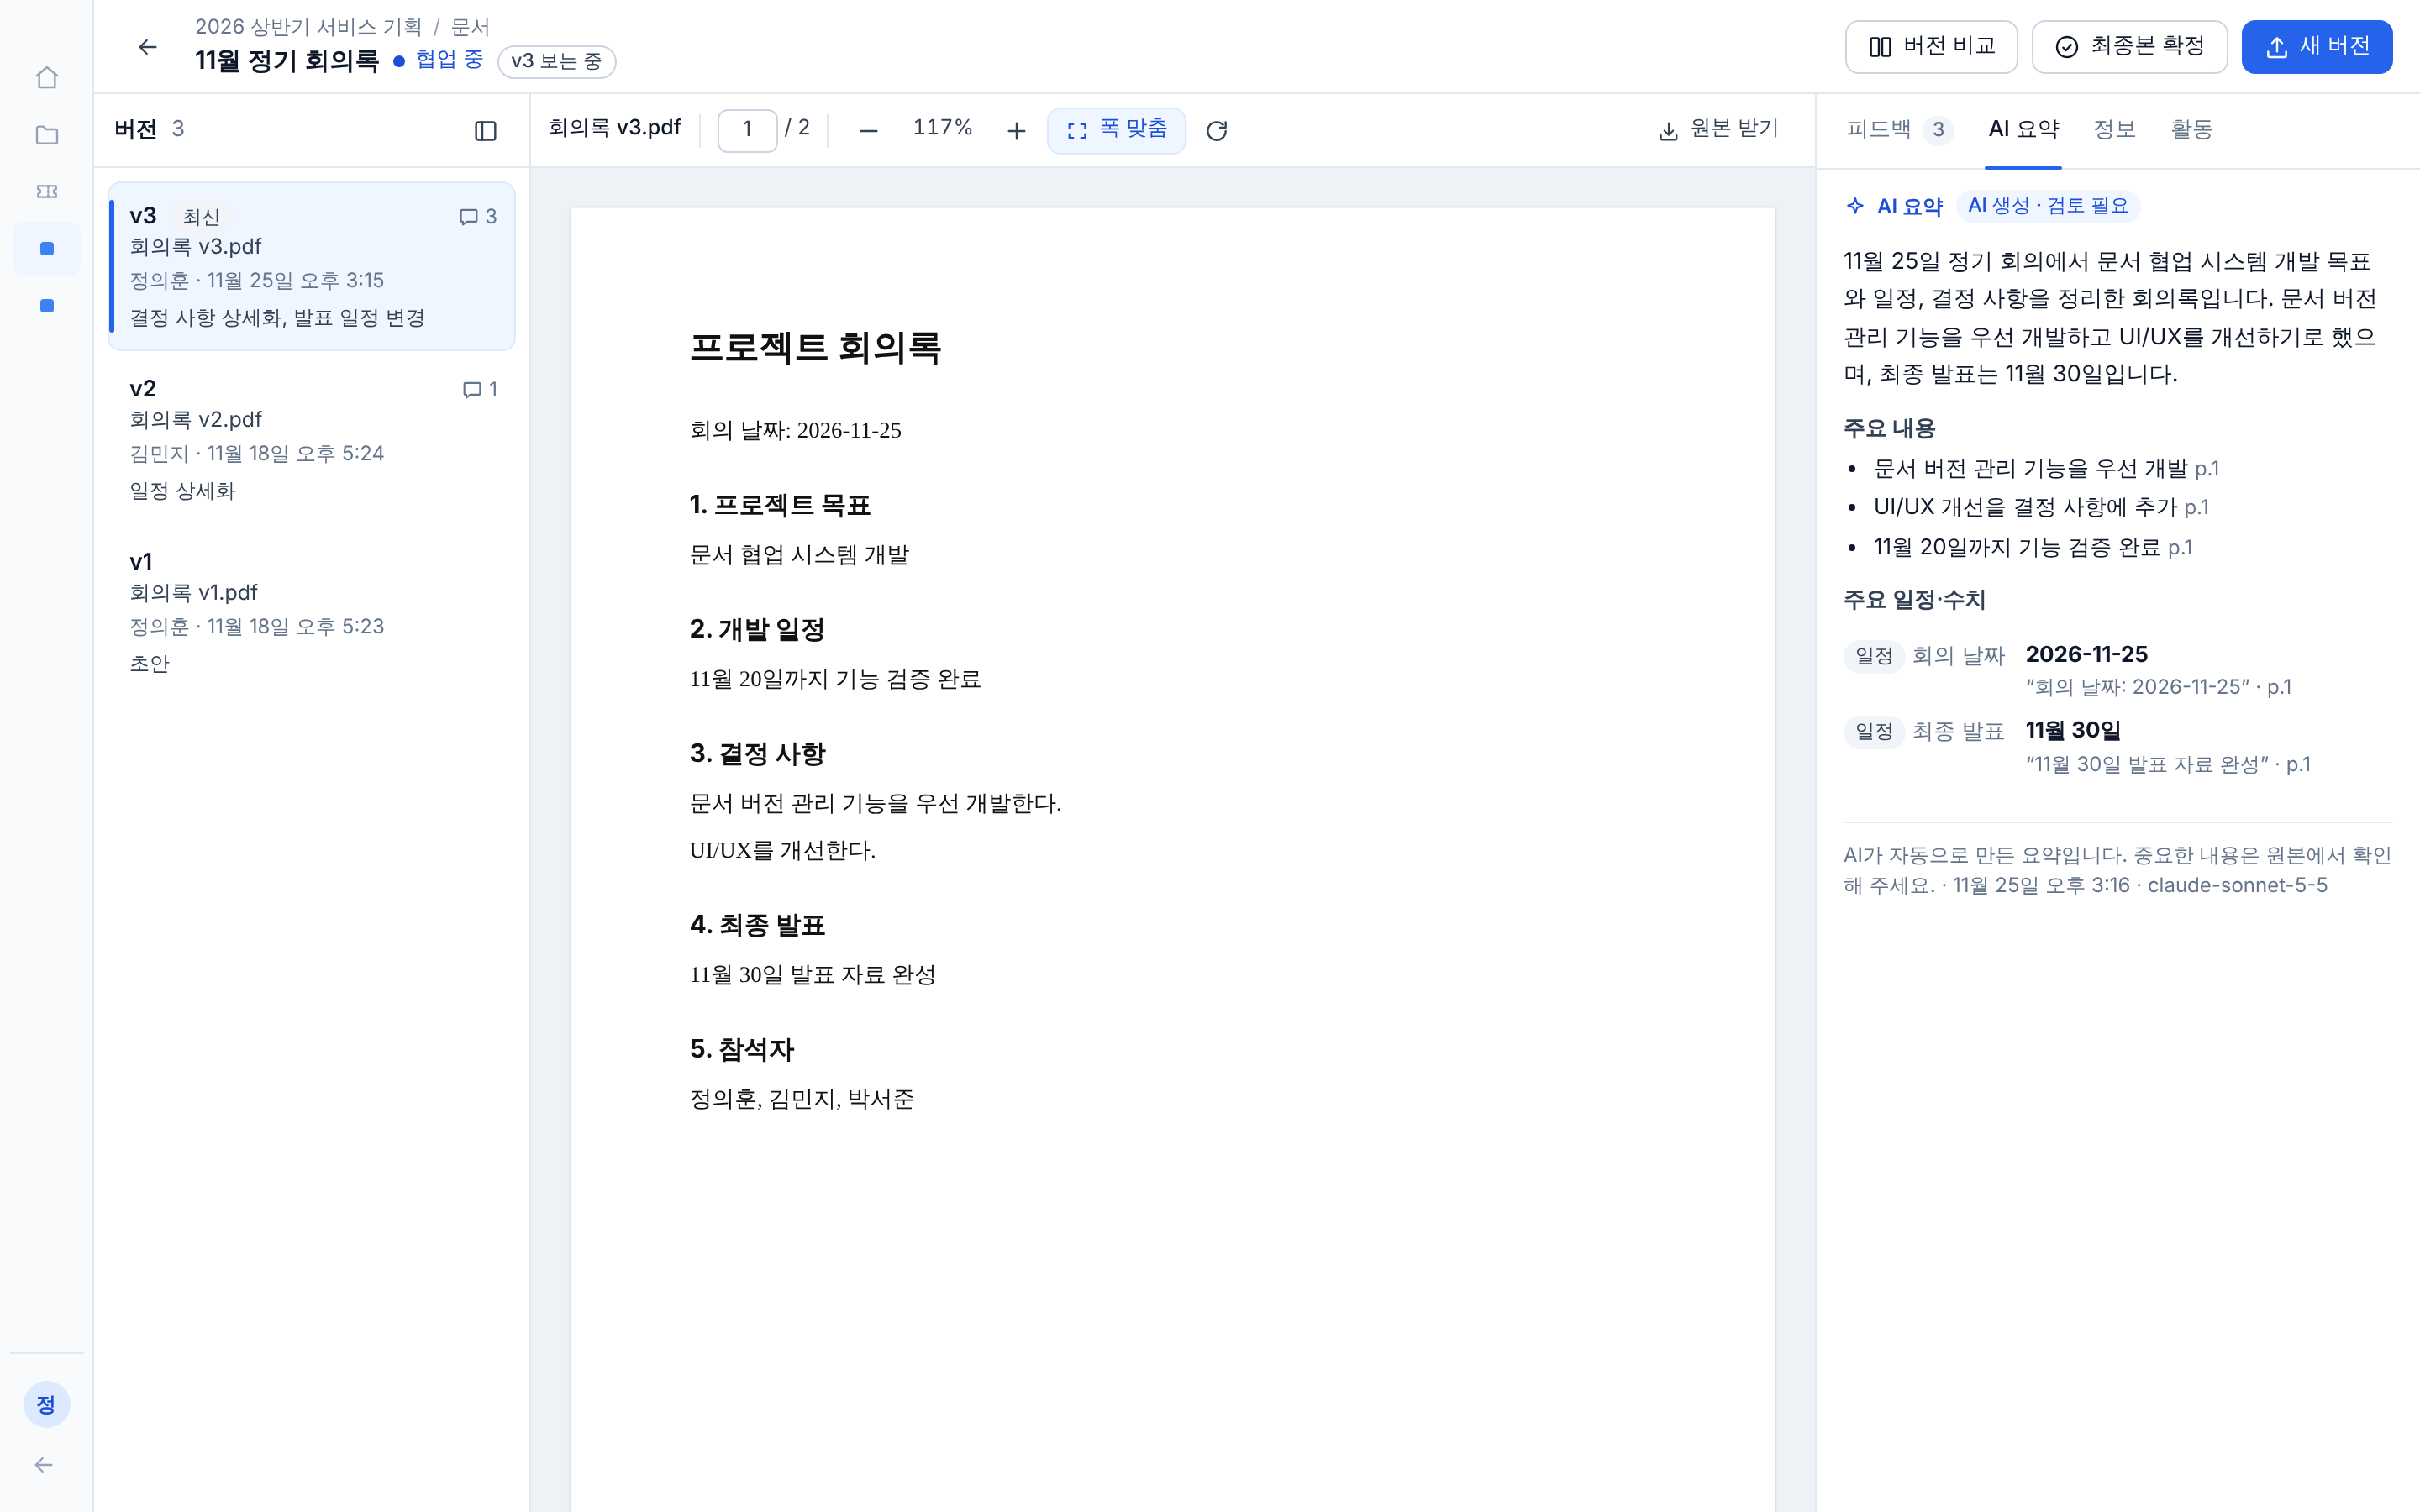 2026 상반기 서비스 기획 / 문서
11월 정기 회의록 협업 중 v3 보는 중
버전 비교
최종본 확정
새 버전
버전 3
회의록 v3.pdf 1 / 2 117% 폭 맞춤
원본 받기
피드백 3 AI 요약 정보 활동
v3 최신 3
회의록 v3.pdf
정의훈 · 11월 25일 오후 3:15
결정 사항 상세화, 발표 일정 변경
v2 1
회의록 v2.pdf
김민지 · 11월 18일 오후 5:24
일정 상세화
v1
회의록 v1.pdf
정의훈 · 11월 18일 오후 5:23
초안
정
프로젝트 회의록
회의 날짜: 2026-11-25
1. 프로젝트 목표
문서 협업 시스템 개발
2. 개발 일정
11월 20일까지 기능 검증 완료
3. 결정 사항
문서 버전 관리 기능을 우선 개발한다.
UI/UX를 개선한다.
4. 최종 발표
11월 30일 발표 자료 완성
5. 참석자
정의훈, 김민지, 박서준
AI 요약 AI 생성 · 검토 필요
11월 25일 정기 회의에서 문서 협업 시스템 개발 목표
와 일정, 결정 사항을 정리한 회의록입니다. 문서 버전
관리 기능을 우선 개발하고 UI/UX를 개선하기로 했으
며, 최종 발표는 11월 30일입니다.
주요 내용
• 문서 버전 관리 기능을 우선 개발 p.1
• UI/UX 개선을 결정 사항에 추가 p.1
• 11월 20일까지 기능 검증 완료 p.1
주요 일정·수치
일정 회의 날짜 2026-11-25
“회의 날짜: 2026-11-25” · p.1
일정 최종 발표 11월 30일
“11월 30일 발표 자료 완성” · p.1
AI가 자동으로 만든 요약입니다. 중요한 내용은 원본에서 확인
해 주세요. · 11월 25일 오후 3:16 · claude-sonnet-5-5